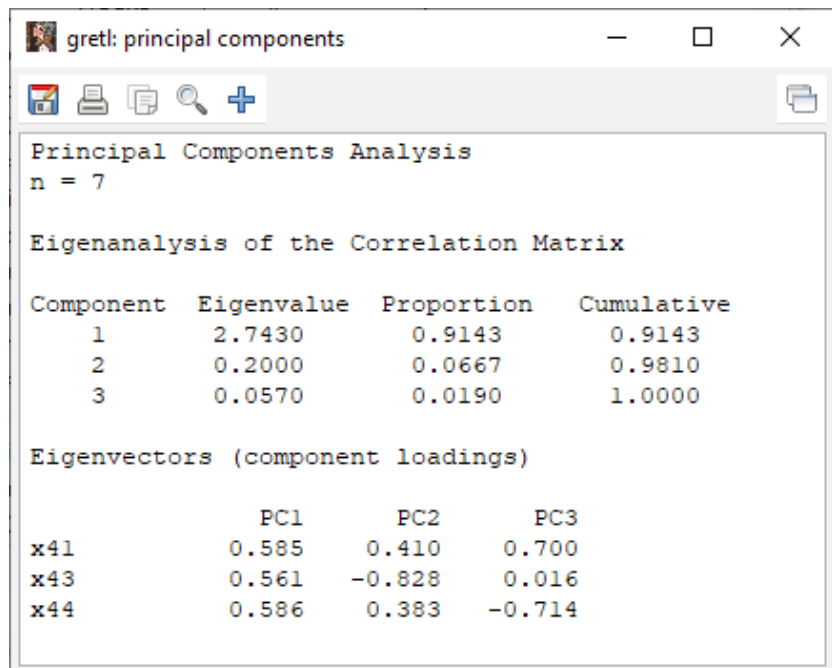 gretl: principal components
Principal Components Analysis
n = 7
Eigenanalysis of the Correlation Matrix
Component Eigenvalue Proportion Cumulative
1 2.7430 0.9143 0.9143
2 0.2000 0.0667 0.9810
3 0.0570 0.0190 1.0000
Eigenvectors (component loadings)
PC1 PC2 PC3
x41 0.585 0.410 0.700
x43 0.561 -0.828 0.016
x44 0.586 0.383 -0.714